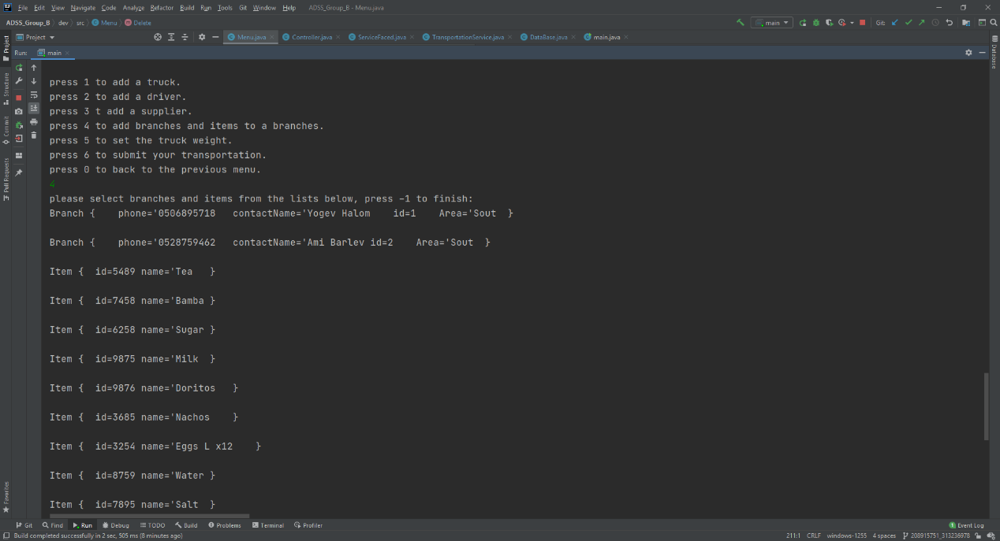 File Edit View Navigate Code Analyze Refactor Build Run Tools Git Window Help ADSS_Group_B - Menu.java
ADSS_Group_B dev src Menu Delete main Git:
Project Menu.java Controller.java ServiceFaced.java TransportationService.java DataBase.java main.java
Run: main
press 1 to add a truck.
press 2 to add a driver.
press 3 t add a supplier.
press 4 to add branches and items to a branches.
press 5 to set the truck weight.
press 6 to submit your transportation.
press 0 to back to the previous menu.
4
please select branches and items from the lists below, press -1 to finish:
Branch { phone='0506895718 contactName='Yogev Halom id=1 Area='Sout }
Branch { phone='0528759462 contactName='Ami Barlev id=2 Area='Sout }
Item { id=5489 name='Tea }
Item { id=7458 name='Bamba }
Item { id=6258 name='Sugar }
Item { id=9875 name='Milk }
Item { id=9876 name='Doritos }
Item { id=3685 name='Nachos }
Item { id=3254 name='Eggs L x12 }
Item { id=8759 name='Water }
Item { id=7895 name='Salt }
Project
Structure
Commit
Pull Requests
Favorites
Database
Git Find Run Debug TODO Build Problems Terminal Profiler 1 Event Log
Build completed successfully in 2 sec, 505 ms (8 minutes ago) 211:1 CRLF windows-1255 4 spaces 208915751_313236978